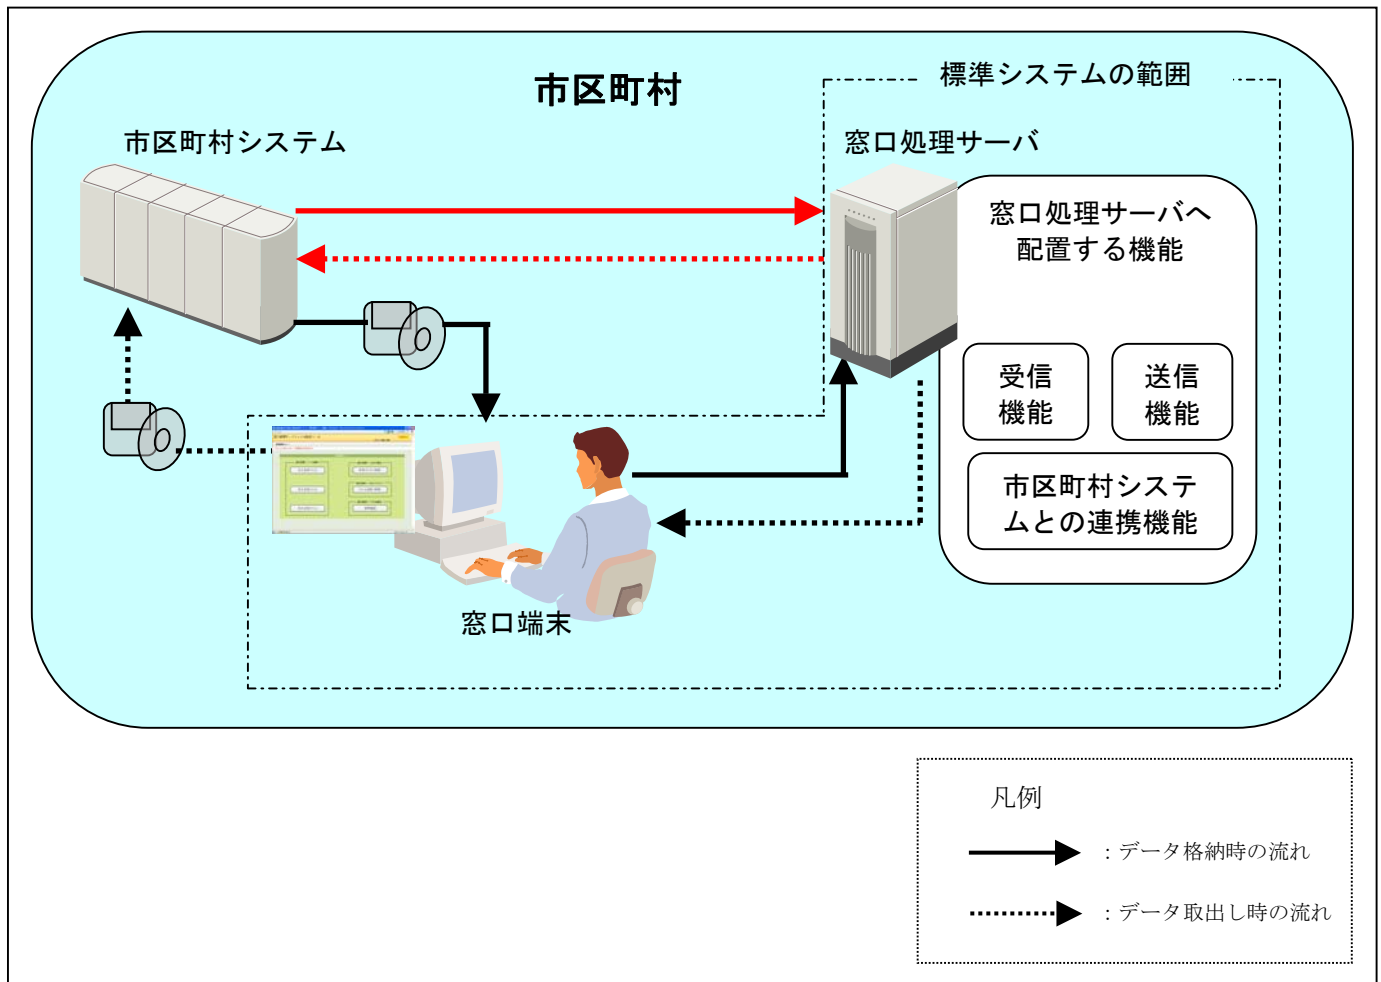 市区町村
標準システムの範囲
市区町村システム
窓口処理サーバ
窓口処理サーバへ
配置する機能
受信
機能
送信
機能
市区町村システ
ムとの連携機能
窓口端末
凡例
：データ格納時の流れ
：データ取出し時の流れ